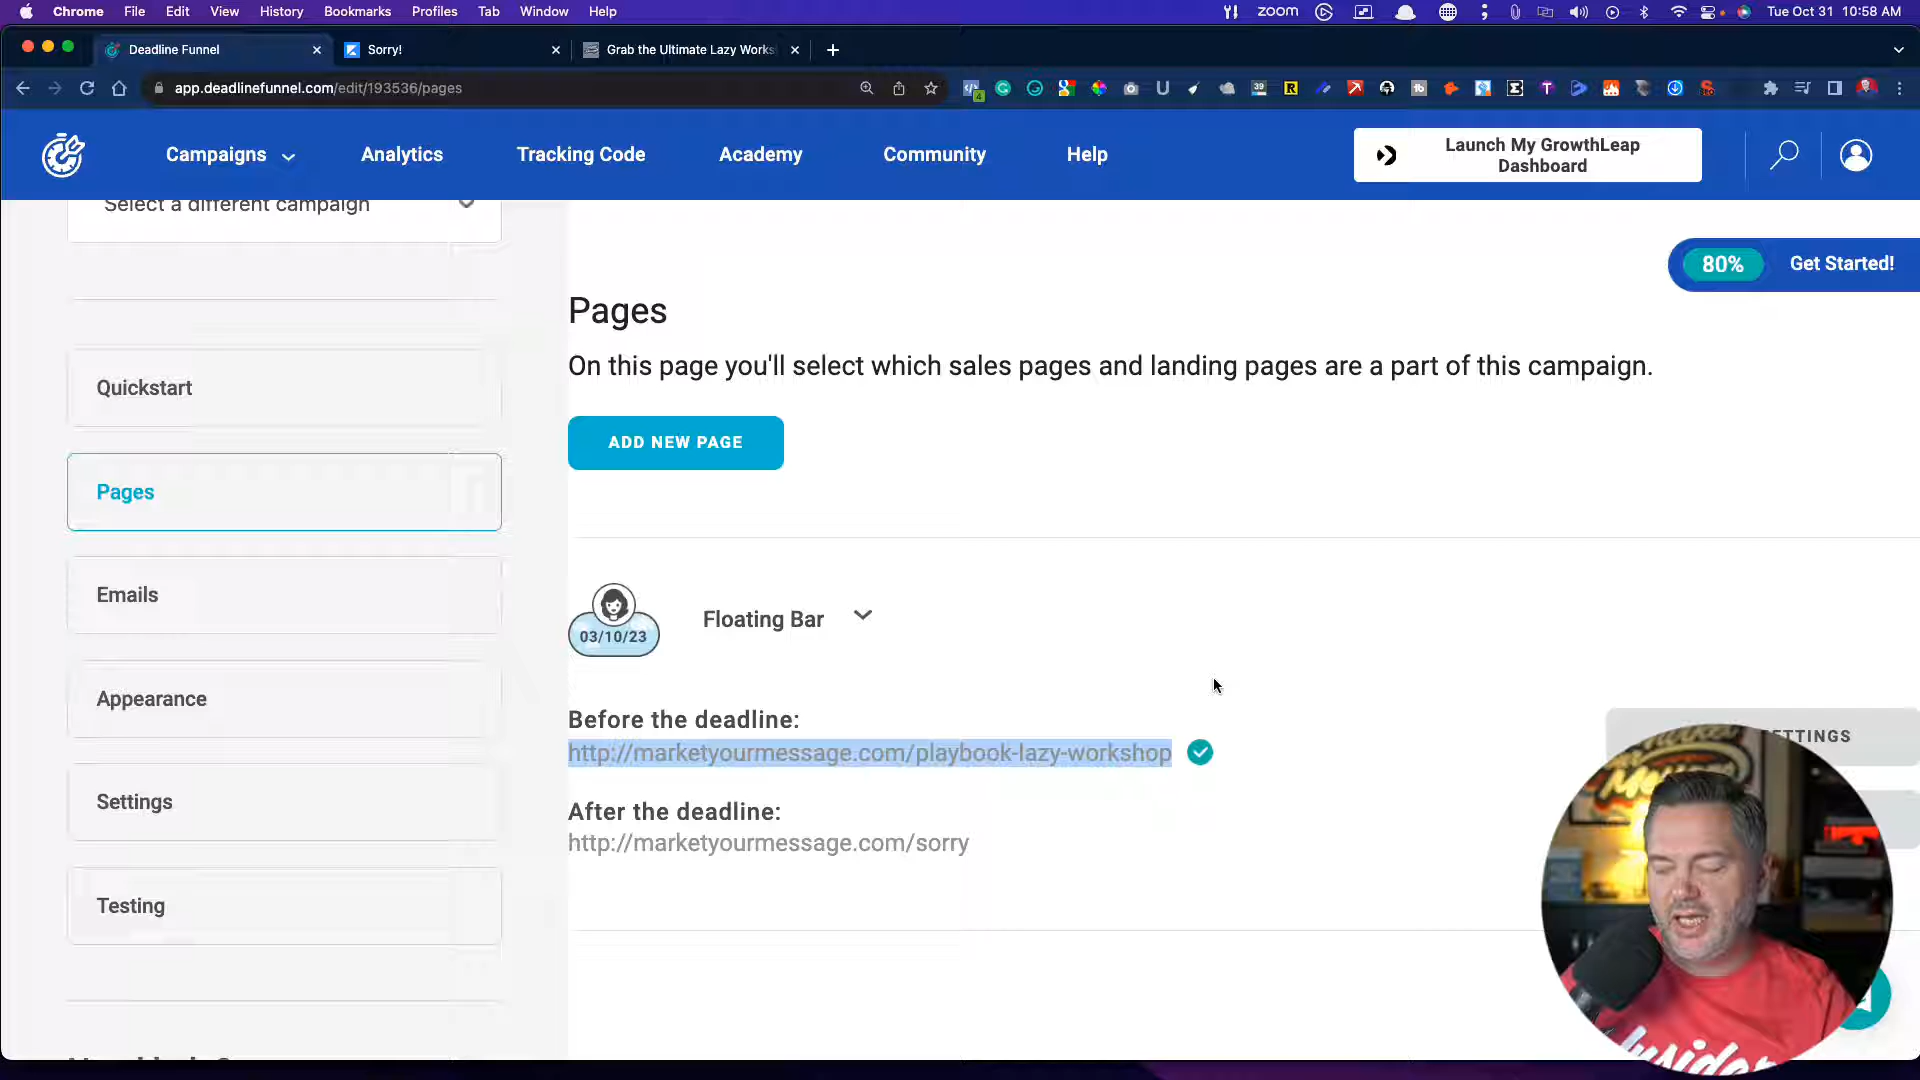 Chrome File Edit View History Bookmarks Profiles Tab Window Help zoom Tue Oct 31 10:58 AM
Deadline Funnel Sorry! Grab the Ultimate Lazy Works
app.deadlinefunnel.com/edit/193536/pages
Campaigns Analytics Tracking Code Academy Community Help
Launch My GrowthLeap
Dashboard
Select a different campaign
80% Get Started!
Pages
On this page you'll select which sales pages and landing pages are a part of this campaign.
ADD NEW PAGE
Quickstart
Pages
Emails
Appearance
Settings
Testing
03/10/23
Floating Bar
Before the deadline:
http://marketyourmessage.com/playbook-lazy-workshop
After the deadline:
http://marketyourmessage.com/sorry